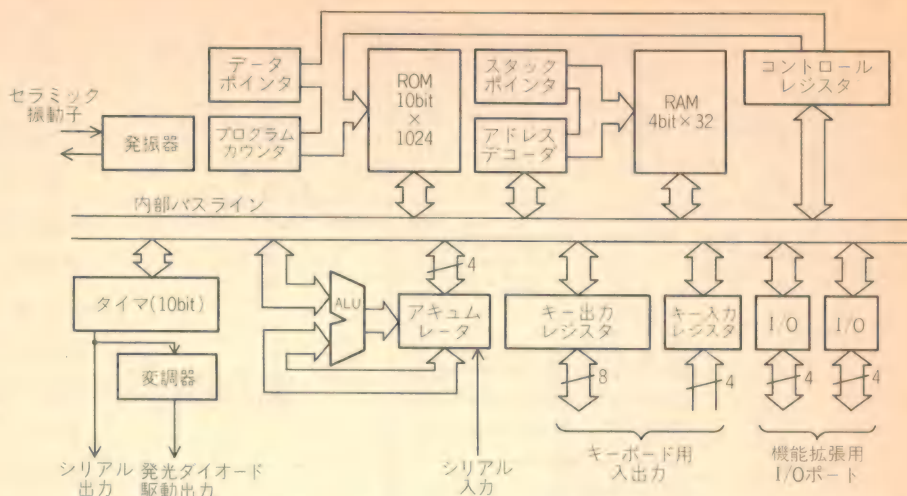 データ
ポインタ
ROM
10bit
×
1024
スタック
ポインタ
RAM
4bit×32
コントロール
レジスタ
セラミック
振動子
発振器
プログラム
カウンタ
アドレス
デコーダ
内部バスライン
タイマ(10bit)
ALU
4
アキュム
レータ
キー出力
レジスタ
キー入力
レジスタ
I/O
I/O
変調器
8
4
4
4
シリアル
出力
発光ダイオード
駆動出力
シリアル
入力
キーボード用
入出力
機能拡張用
I/Oポート